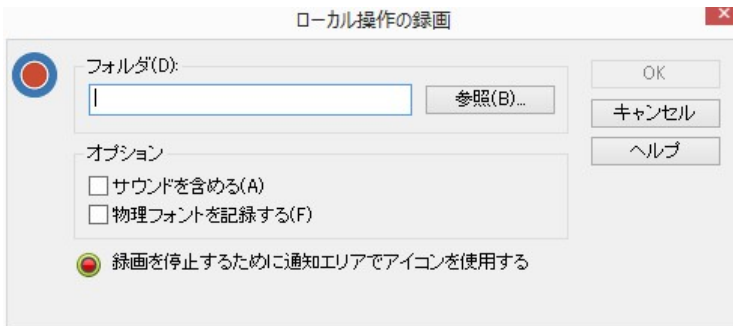 ローカル操作の録画
フォルダ(D):
参照(B)...
OK
キャンセル
ヘルプ
オプション
サウンドを含める(A)
物理フォントを記録する(F)
録画を停止するために通知エリアでアイコンを使用する